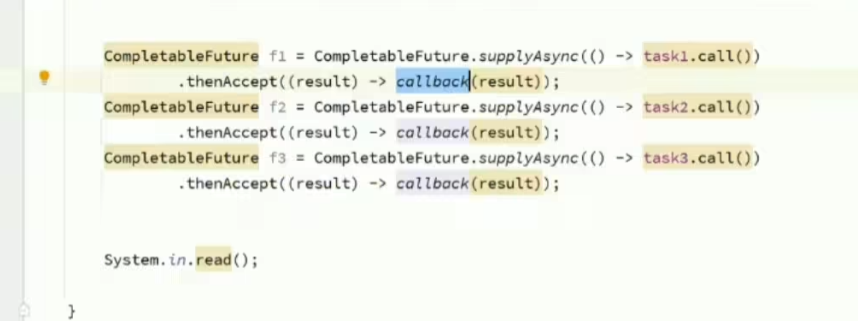 CompletableFuture f1 = CompletableFuture.supplyAsync(() -> task1.call())
.thenAccept((result) -> callback(result));
CompletableFuture f2 = CompletableFuture.supplyAsync(() -> task2.call())
.thenAccept((result) -> callback(result));
CompletableFuture f3 = CompletableFuture.supplyAsync(() -> task3.call())
.thenAccept((result) -> callback(result));
System.in.read();
}